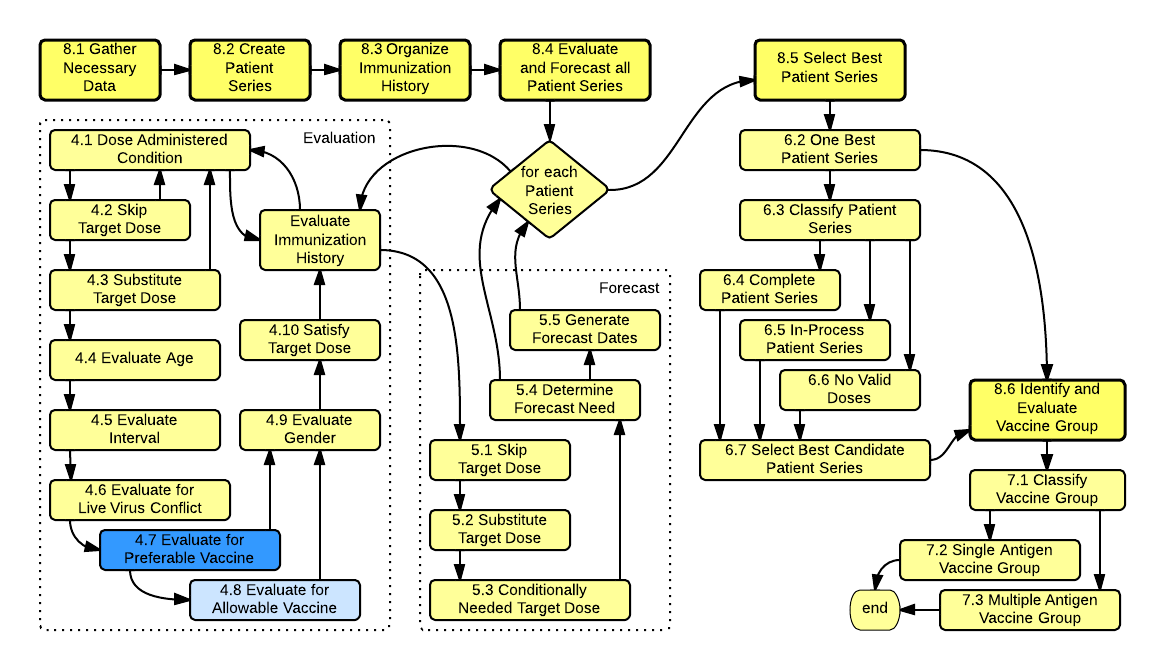 8.1 Gather
Necessary
Data
8.2 Create
Patient
Series
8.3 Organize
Immunization
History
8.4 Evaluate
and Forecast all
Patient Series
8.5 Select Best
Patient Series
Evaluation
4.1 Dose Administered
Condition
4.2 Skip
Target Dose
4.3 Substitute
Target Dose
4.4 Evaluate Age
4.5 Evaluate
Interval
4.6 Evaluate for
Live Virus Conflict
4.7 Evaluate for
Preferable Vaccine
4.8 Evaluate for
Allowable Vaccine
4.9 Evaluate
Gender
4.10 Satisfy
Target Dose
Evaluate
Immunization
History
for each
Patient
Series
Forecast
5.1 Skip
Target Dose
5.2 Substitute
Target Dose
5.3 Conditionally
Needed Target Dose
5.4 Determine
Forecast Need
5.5 Generate
Forecast Dates
6.2 One Best
Patient Series
6.3 Classify Patient
Series
6.4 Complete
Patient Series
6.5 In-Process
Patient Series
6.6 No Valid
Doses
6.7 Select Best Candidate
Patient Series
8.6 Identify and
Evaluate
Vaccine Group
7.1 Classify
Vaccine Group
7.2 Single Antigen
Vaccine Group
7.3 Multiple Antigen
Vaccine Group
end